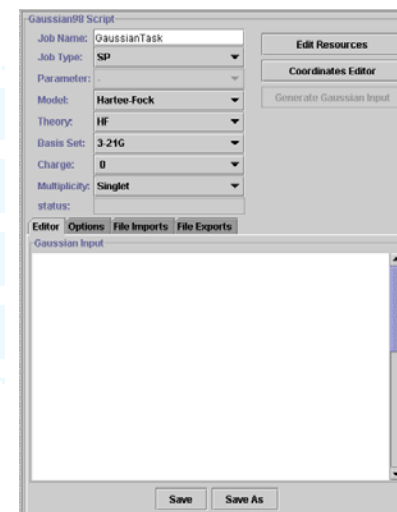 Gaussian98 Script
Job Name: GaussianTask
Edit Resources
Job Type: SP
Coordinates Editor
Parameter: -
Generate Gaussian Input
Model: Hartee-Fock
Theory: HF
Basis Set: 3-21G
Charge: 0
Multiplicity: Singlet
status:
Editor Options File Imports File Exports
Gaussian Input
Save Save As